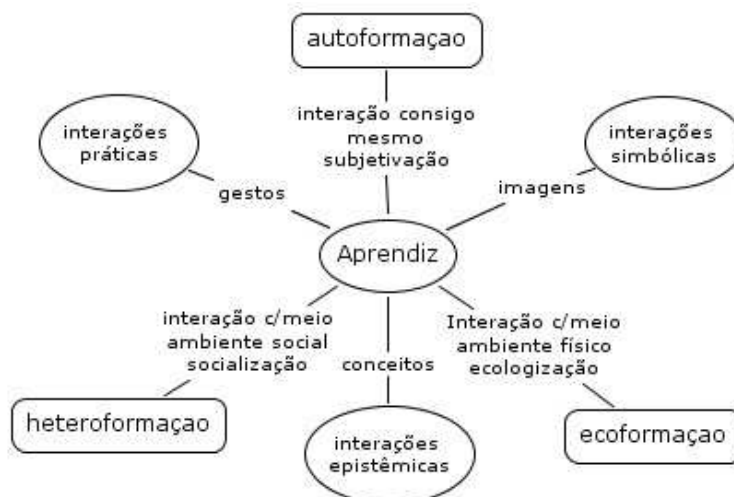 autoformaçao
interação consigo
mesmo
subjetivação
interações
práticas
gestos
interações
simbólicas
imagens
Aprendiz
interação c/meio
ambiente social
socialização
heteroformaçao
conceitos
interações
epistêmicas
Interação c/meio
ambiente físico
ecologização
ecoformaçao